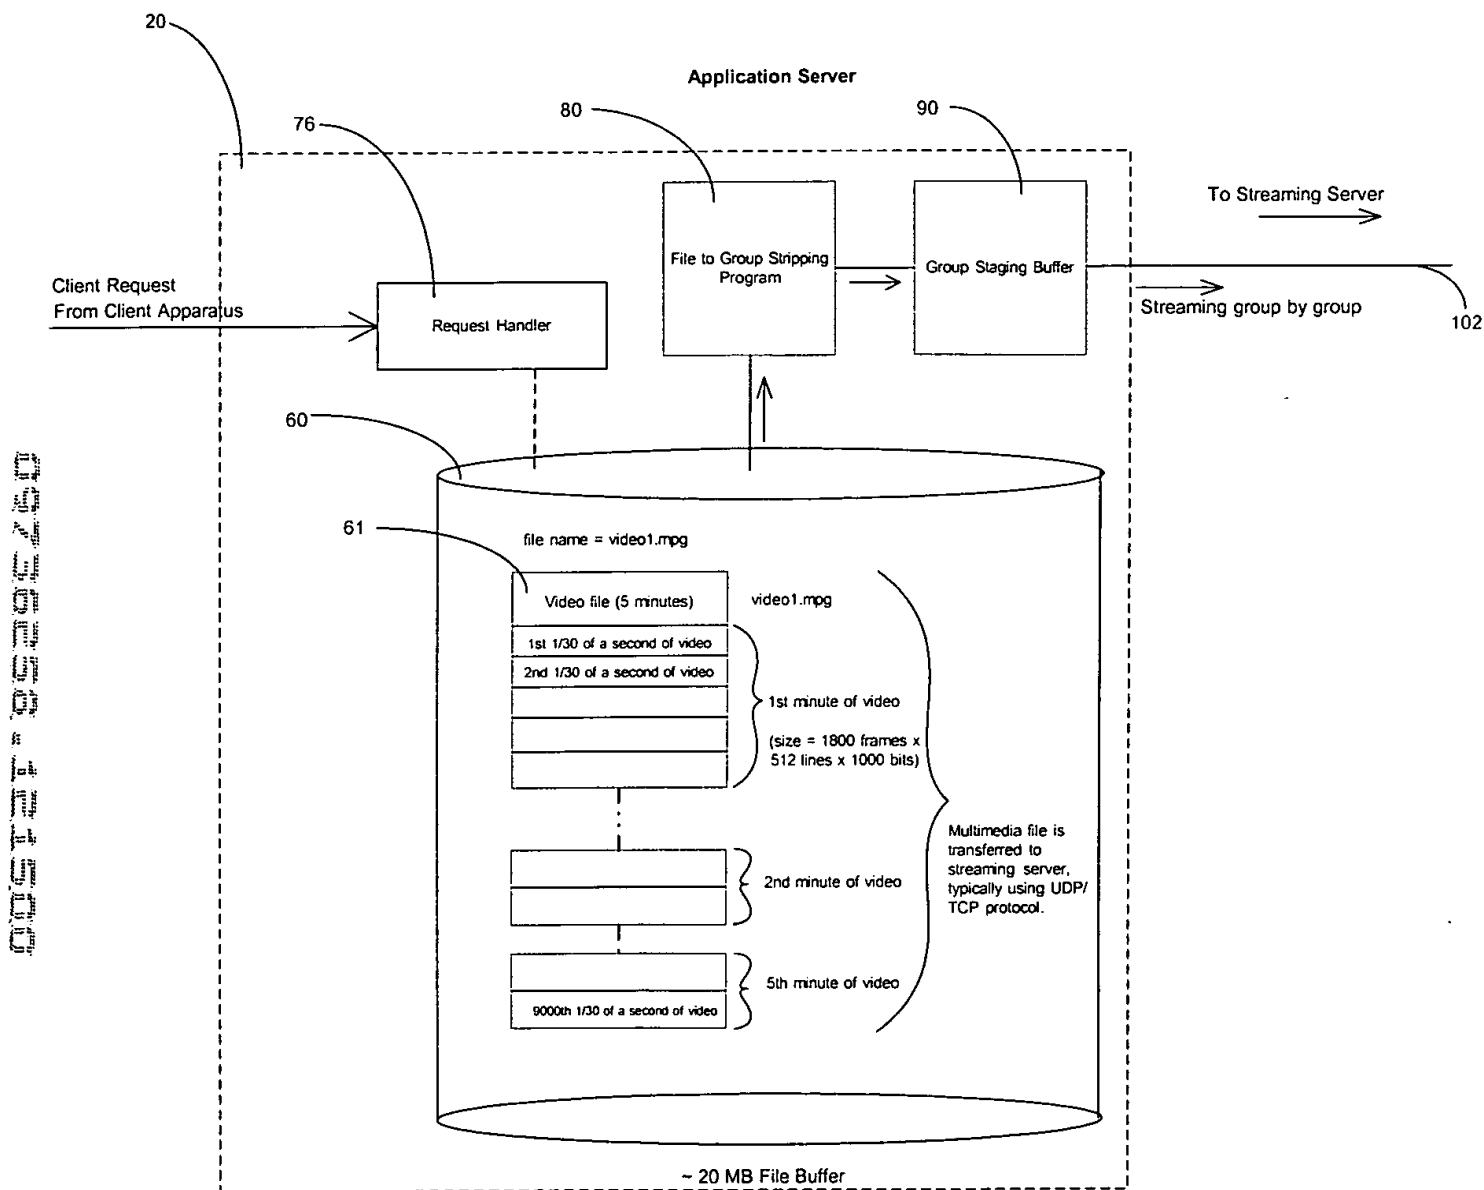 20
Application Server
76
80
90
To Streaming Server
File to Group Stripping
Program
Group Staging Buffer
Client Request
From Client Apparatus
Request Handler
Streaming group by group
102
60
61
file name = video1.mpg
Video file (5 minutes)
video1.mpg
1st 1/30 of a second of video
2nd 1/30 of a second of video
1st minute of video
(size = 1800 frames x
512 lines x 1000 bits)
Multimedia file is
transferred to
streaming server,
typically using UDP/
TCP protocol.
2nd minute of video
5th minute of video
9000th 1/30 of a second of video
~ 20 MB File Buffer
09736258.121500